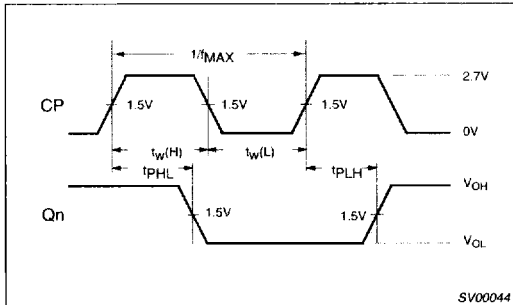 1/fMAX
2.7V
CP
1.5V
1.5V
1.5V
0V
tw(H)
tw(L)
tPHL
tPLH
VOH
Qn
1.5V
1.5V
VOL
SV00044